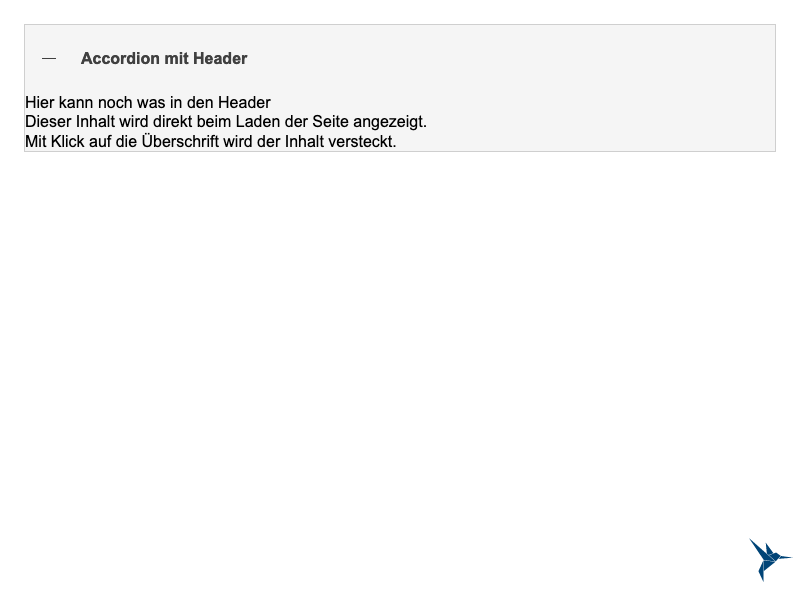 Accordion mit Header
Hier kann noch was in den Header
Dieser Inhalt wird direkt beim Laden der Seite angezeigt.
Mit Klick auf die Überschrift wird der Inhalt versteckt.